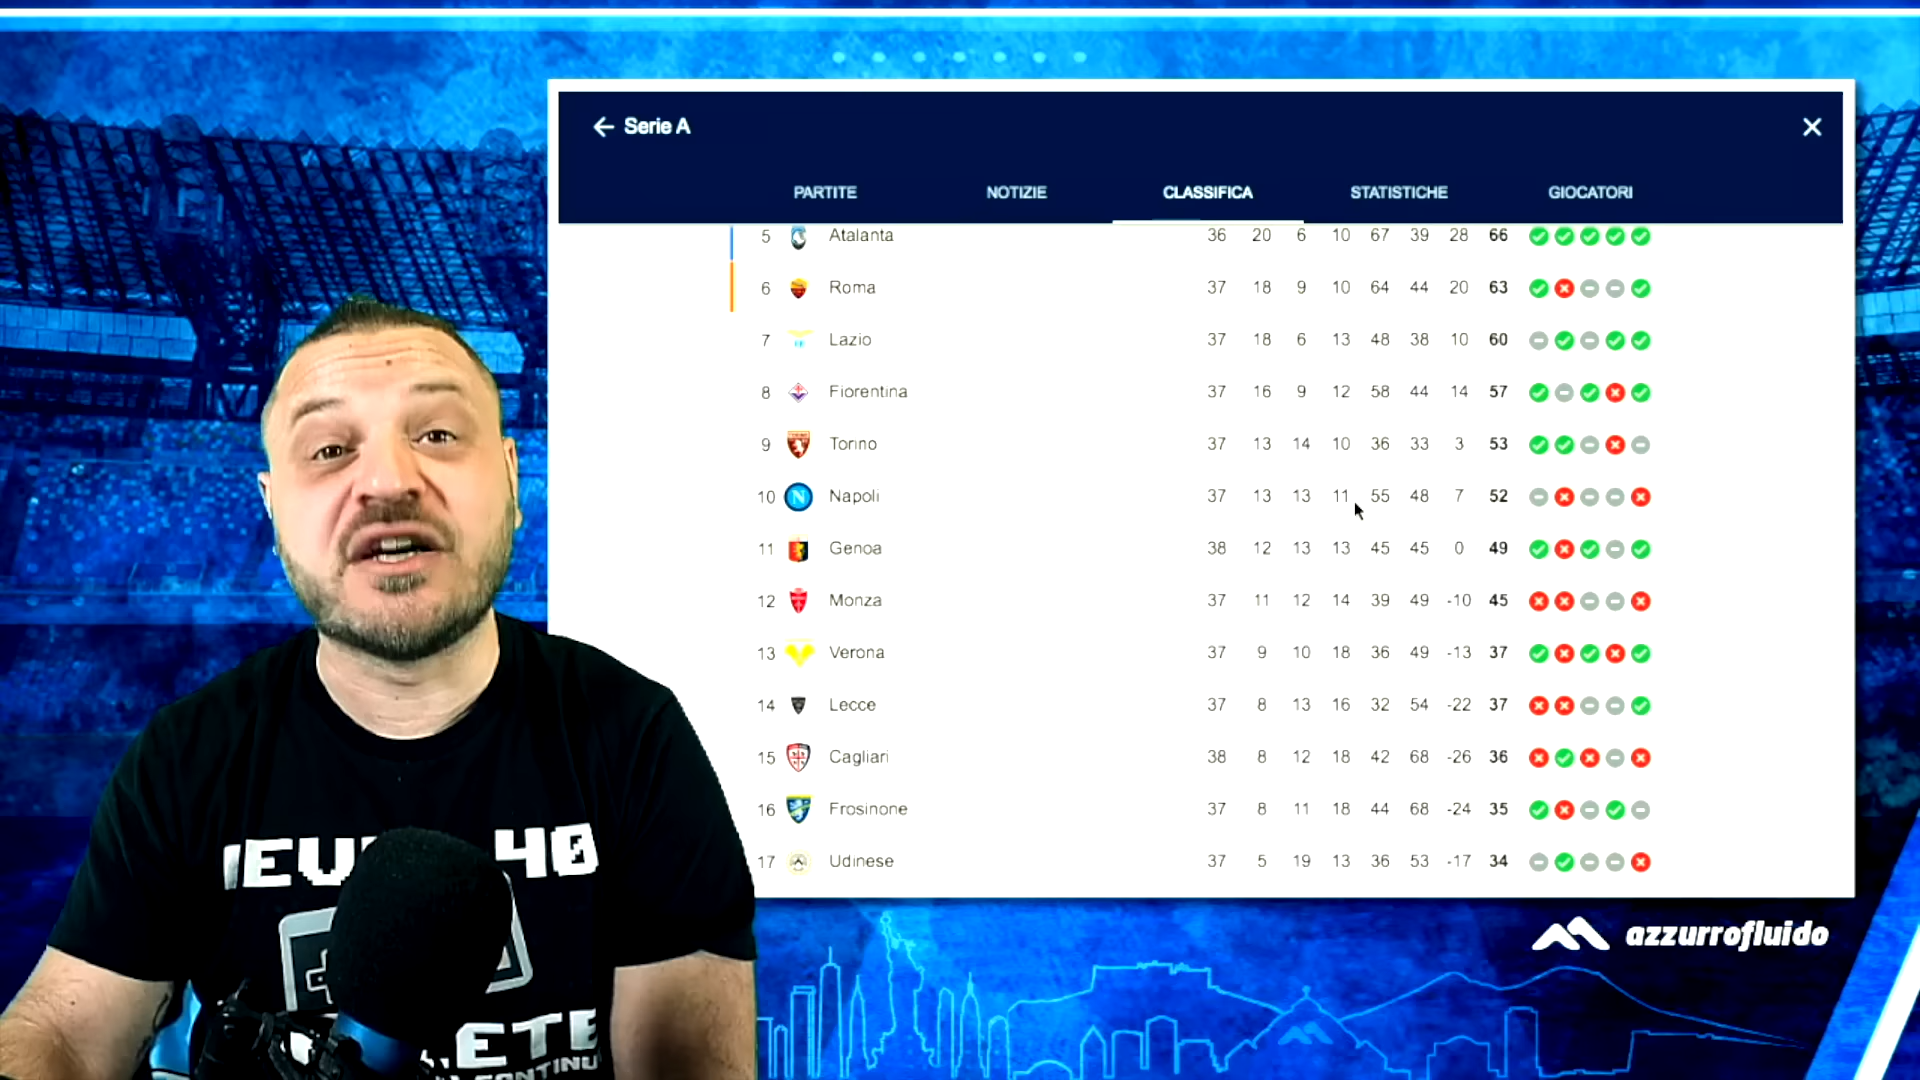 Serie A
PARTITE NOTIZIE CLASSIFICA STATISTICHE GIOCATORI
5 Atalanta 36 20 6 10 67 39 28 66
6 Roma 37 18 9 10 64 44 20 63
7 Lazio 37 18 6 13 48 38 10 60
8 Fiorentina 37 16 9 12 58 44 14 57
9 Torino 37 13 14 10 36 33 3 53
10 N Napoli 37 13 13 11 55 48 7 52
11 Genoa 38 12 13 13 45 45 0 49
12 Monza 37 11 12 14 39 49 -10 45
13 Verona 37 9 10 18 36 49 -13 37
14 Lecce 37 8 13 16 32 54 -22 37
15 Cagliari 38 8 12 18 42 68 -26 36
16 Frosinone 37 8 11 18 44 68 -24 35
17 Udinese 37 5 19 13 36 53 -17 34
azzurrofluido
40